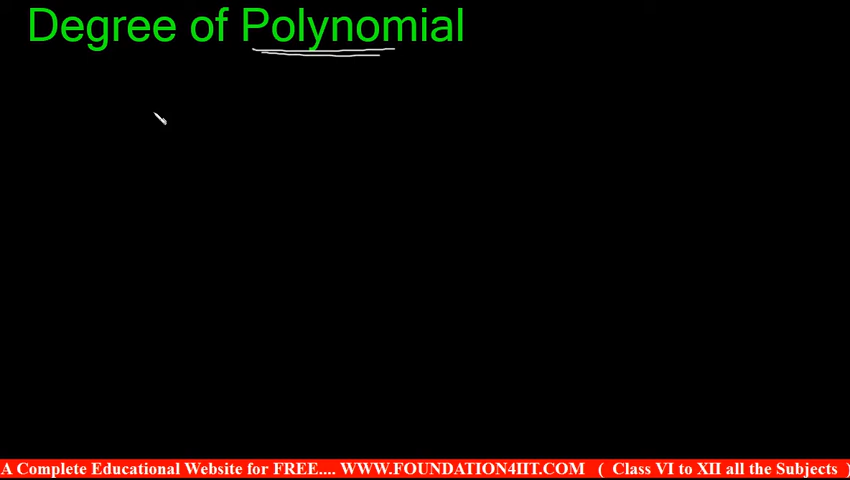 Degree of Polynomial
A Complete Educational Website for FREE.... WWW.FOUNDATION4IIT.COM ( Class VI to XII all the Subjects )